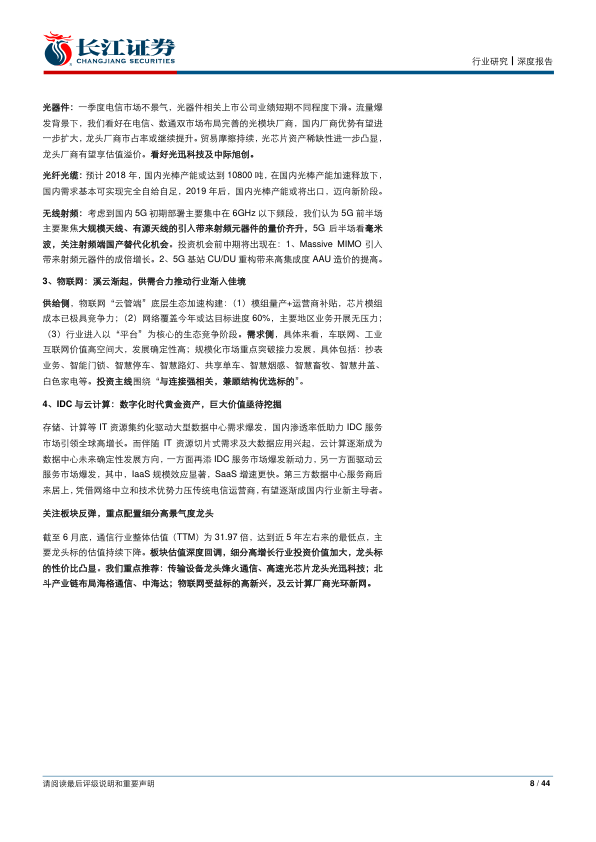 长江证券
CHANGJIANG SECURITIES
行业研究┃深度报告
光器件：一季度电信市场不景气，光器件相关上市公司业绩短期不同程度下滑。流量爆
发背景下，我们看好在电信、数通双市场布局完善的光模块厂商，国内厂商优势有望进
一步扩大，龙头厂商市占率或继续提升。贸易摩擦持续，光芯片资产稀缺性进一步凸显，
龙头厂商有望享估值溢价。看好光迅科技及中际旭创。
光纤光缆：预计 2018 年，国内光棒产能或达到 10800 吨，在国内光棒产能加速释放下，
国内需求基本可实现完全自给自足，2019 年后，国内光棒产能或将出口，迈向新阶段。
无线射频：考虑到国内 5G 初期部署主要集中在 6GHz 以下频段，我们认为 5G 前半场
主要聚焦大规模天线、有源天线的引入带来射频元器件的量价齐升，5G 后半场看毫米
波，关注射频端国产替代化机会。投资机会前中期将出现在：1、Massive MIMO 引入
带来射频元器件的成倍增长。2、5G 基站 CU/DU 重构带来高集成度 AAU 造价的提高。
3、物联网：溪云渐起，供需合力推动行业渐入佳境
供给侧，物联网“云管端”底层生态加速构建：（1）模组量产+运营商补贴，芯片模组
成本已极具竞争力；（2）网络覆盖今年或达目标进度 60%，主要地区业务开展无压力；
（3）行业进入以“平台”为核心的生态竞争阶段。需求侧，具体来看，车联网、工业
互联网价值高空间大，发展确定性高；规模化市场重点突破接力发展，具体包括：抄表
业务、智能门锁、智慧停车、智慧路灯、共享单车、智慧烟感、智慧畜牧、智慧井盖、
白色家电等。投资主线围绕“与连接强相关，兼顾结构优选标的”。
4、IDC 与云计算：数字化时代黄金资产，巨大价值亟待挖掘
存储、计算等 IT 资源集约化驱动大型数据中心需求爆发，国内渗透率低助力 IDC 服务
市场引领全球高增长。而伴随 IT 资源切片式需求及大数据应用兴起，云计算逐渐成为
数据中心未来确定性发展方向，一方面再添 IDC 服务市场爆发新动力，另一方面驱动云
服务市场爆发，其中，IaaS 规模效应显著，SaaS 增速更快。第三方数据中心服务商后
来居上，凭借网络中立和技术优势力压传统电信运营商，有望逐渐成国内行业新主导者。
关注板块反弹，重点配置细分高景气度龙头
截至 6 月底，通信行业整体估值（TTM）为 31.97 倍，达到近 5 年左右来的最低点，主
要龙头标的估值持续下降。板块估值深度回调，细分高增长行业投资价值加大，龙头标
的性价比凸显。我们重点推荐：传输设备龙头烽火通信、高速光芯片龙头光迅科技；北
斗产业链布局海格通信、中海达；物联网受益标的高新兴，及云计算厂商光环新网。
请阅读最后评级说明和重要声明
8 / 44